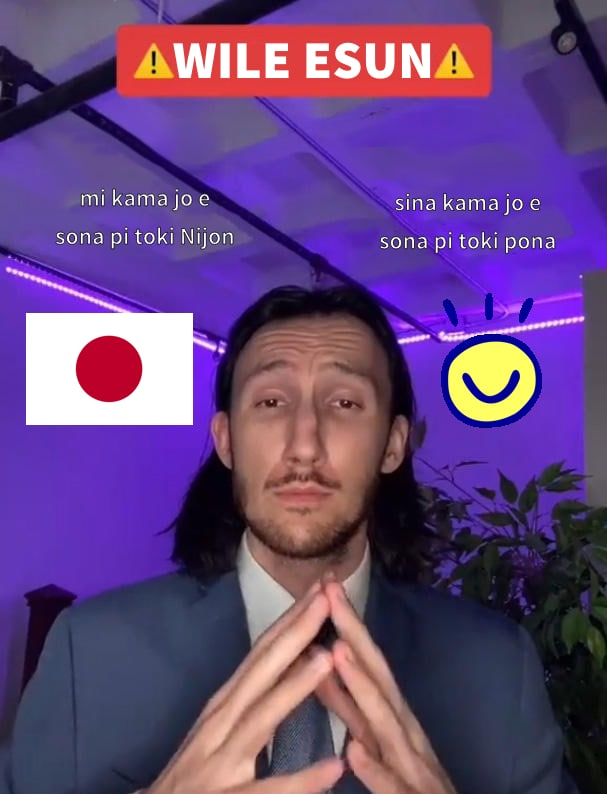 ⚠️WILE ESUN⚠️
mi kama jo e
sona pi toki Nijon
sina kama jo e
sona pi toki pona